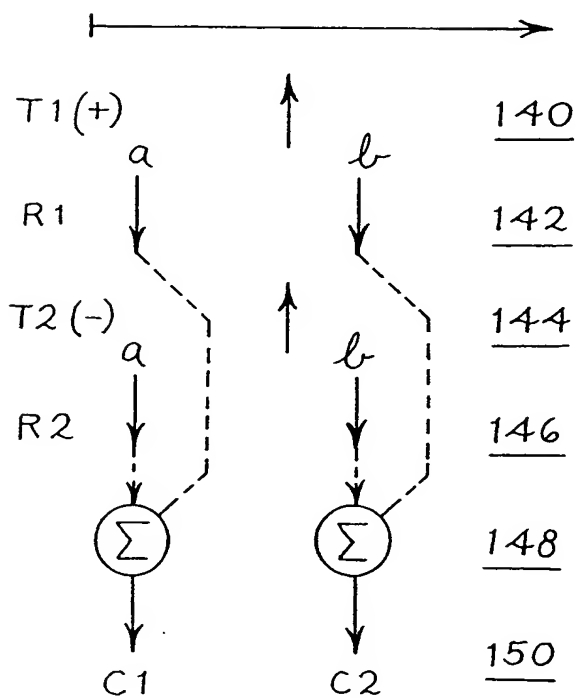 T1 (+) 140
a b
R1 142
T2 (-) 144
a b
R2 146
Σ Σ 148
C1 C2 150